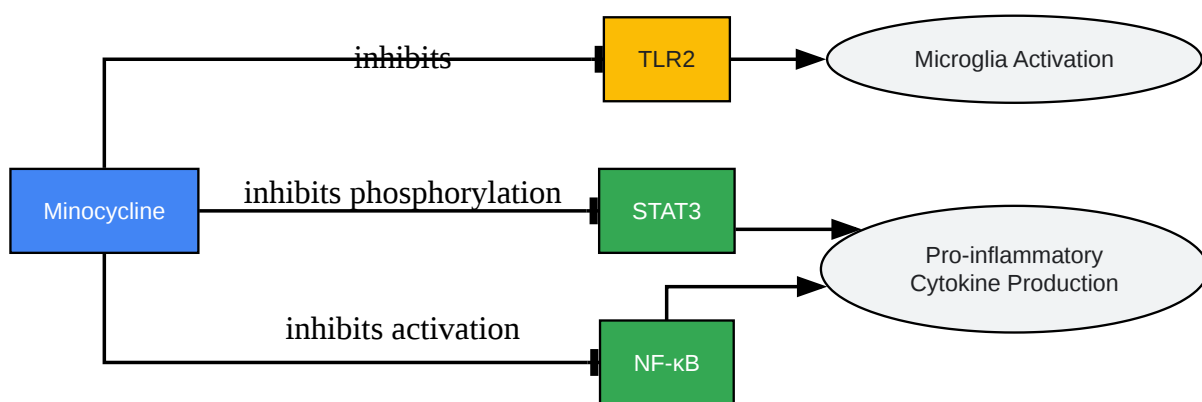 inhibits
TLR2
Microglia Activation
Minocycline
inhibits phosphorylation
STAT3
Pro-inflammatory
Cytokine Production
inhibits activation
NF-κB